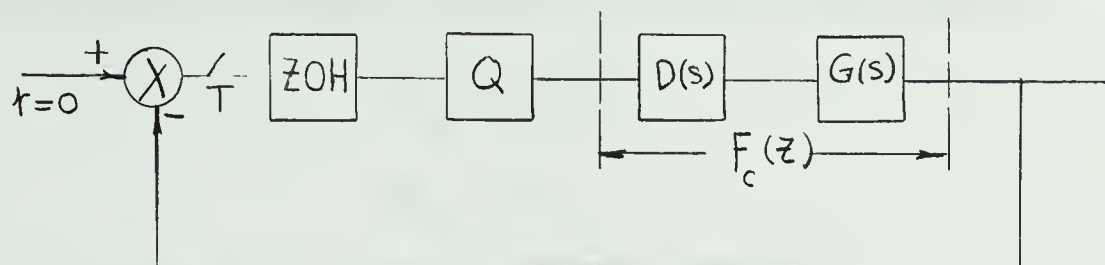 +
r=0
X
-
T
ZOH
Q
D(s)
G(s)
F_c(Z)